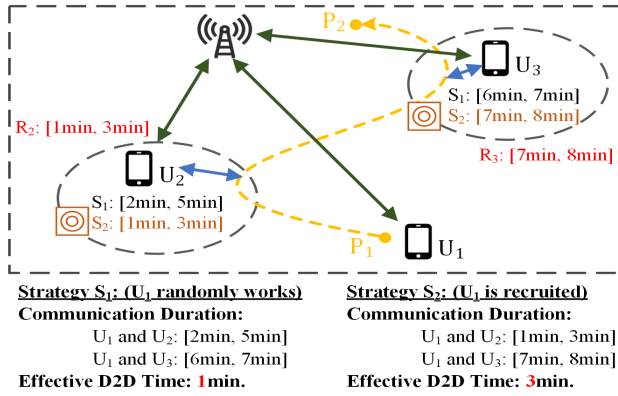 P₂
U₃
S₁: [6min, 7min]
S₂: [7min, 8min]
R₂: [1min, 3min]
R₃: [7min, 8min]
U₂
S₁: [2min, 5min]
S₂: [1min, 3min]
P₁
U₁
Strategy S₁: (U₁ randomly works)
Communication Duration:
U₁ and U₂: [2min, 5min]
U₁ and U₃: [6min, 7min]
Effective D2D Time: 1min.
Strategy S₂: (U₁ is recruited)
Communication Duration:
U₁ and U₂: [1min, 3min]
U₁ and U₃: [7min, 8min]
Effective D2D Time: 3min.